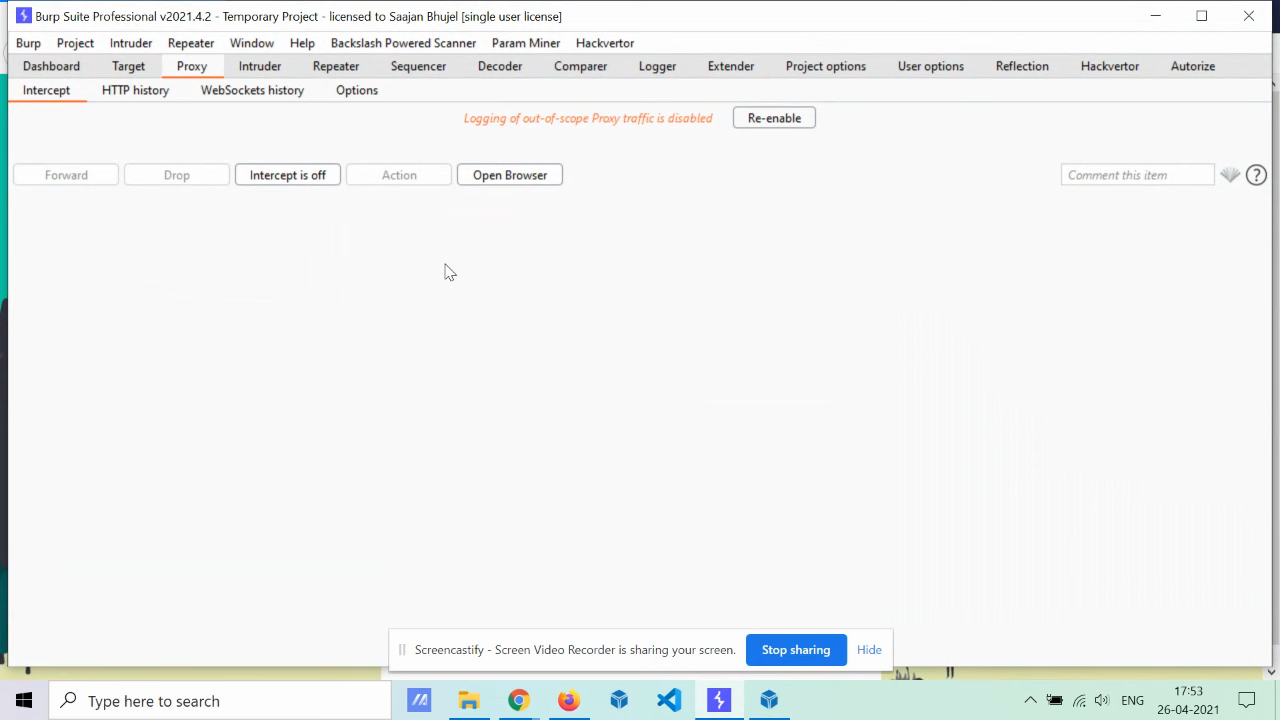 Burp Suite Professional v2021.4.2 - Temporary Project - licensed to Saajan Bhujel [single user license]
Burp Project Intruder Repeater Window Help Backslash Powered Scanner Param Miner Hackvertor
Dashboard Target Proxy Intruder Repeater Sequencer Decoder Comparer Logger Extender Project options User options Reflection Hackvertor Autorize
Intercept HTTP history WebSockets history Options
Logging of out-of-scope Proxy traffic is disabled Re-enable
Forward Drop Intercept is off Action Open Browser Comment this item ?
Screencastify - Screen Video Recorder is sharing your screen. Stop sharing Hide
Type here to search ENG 17:53
26-04-2021